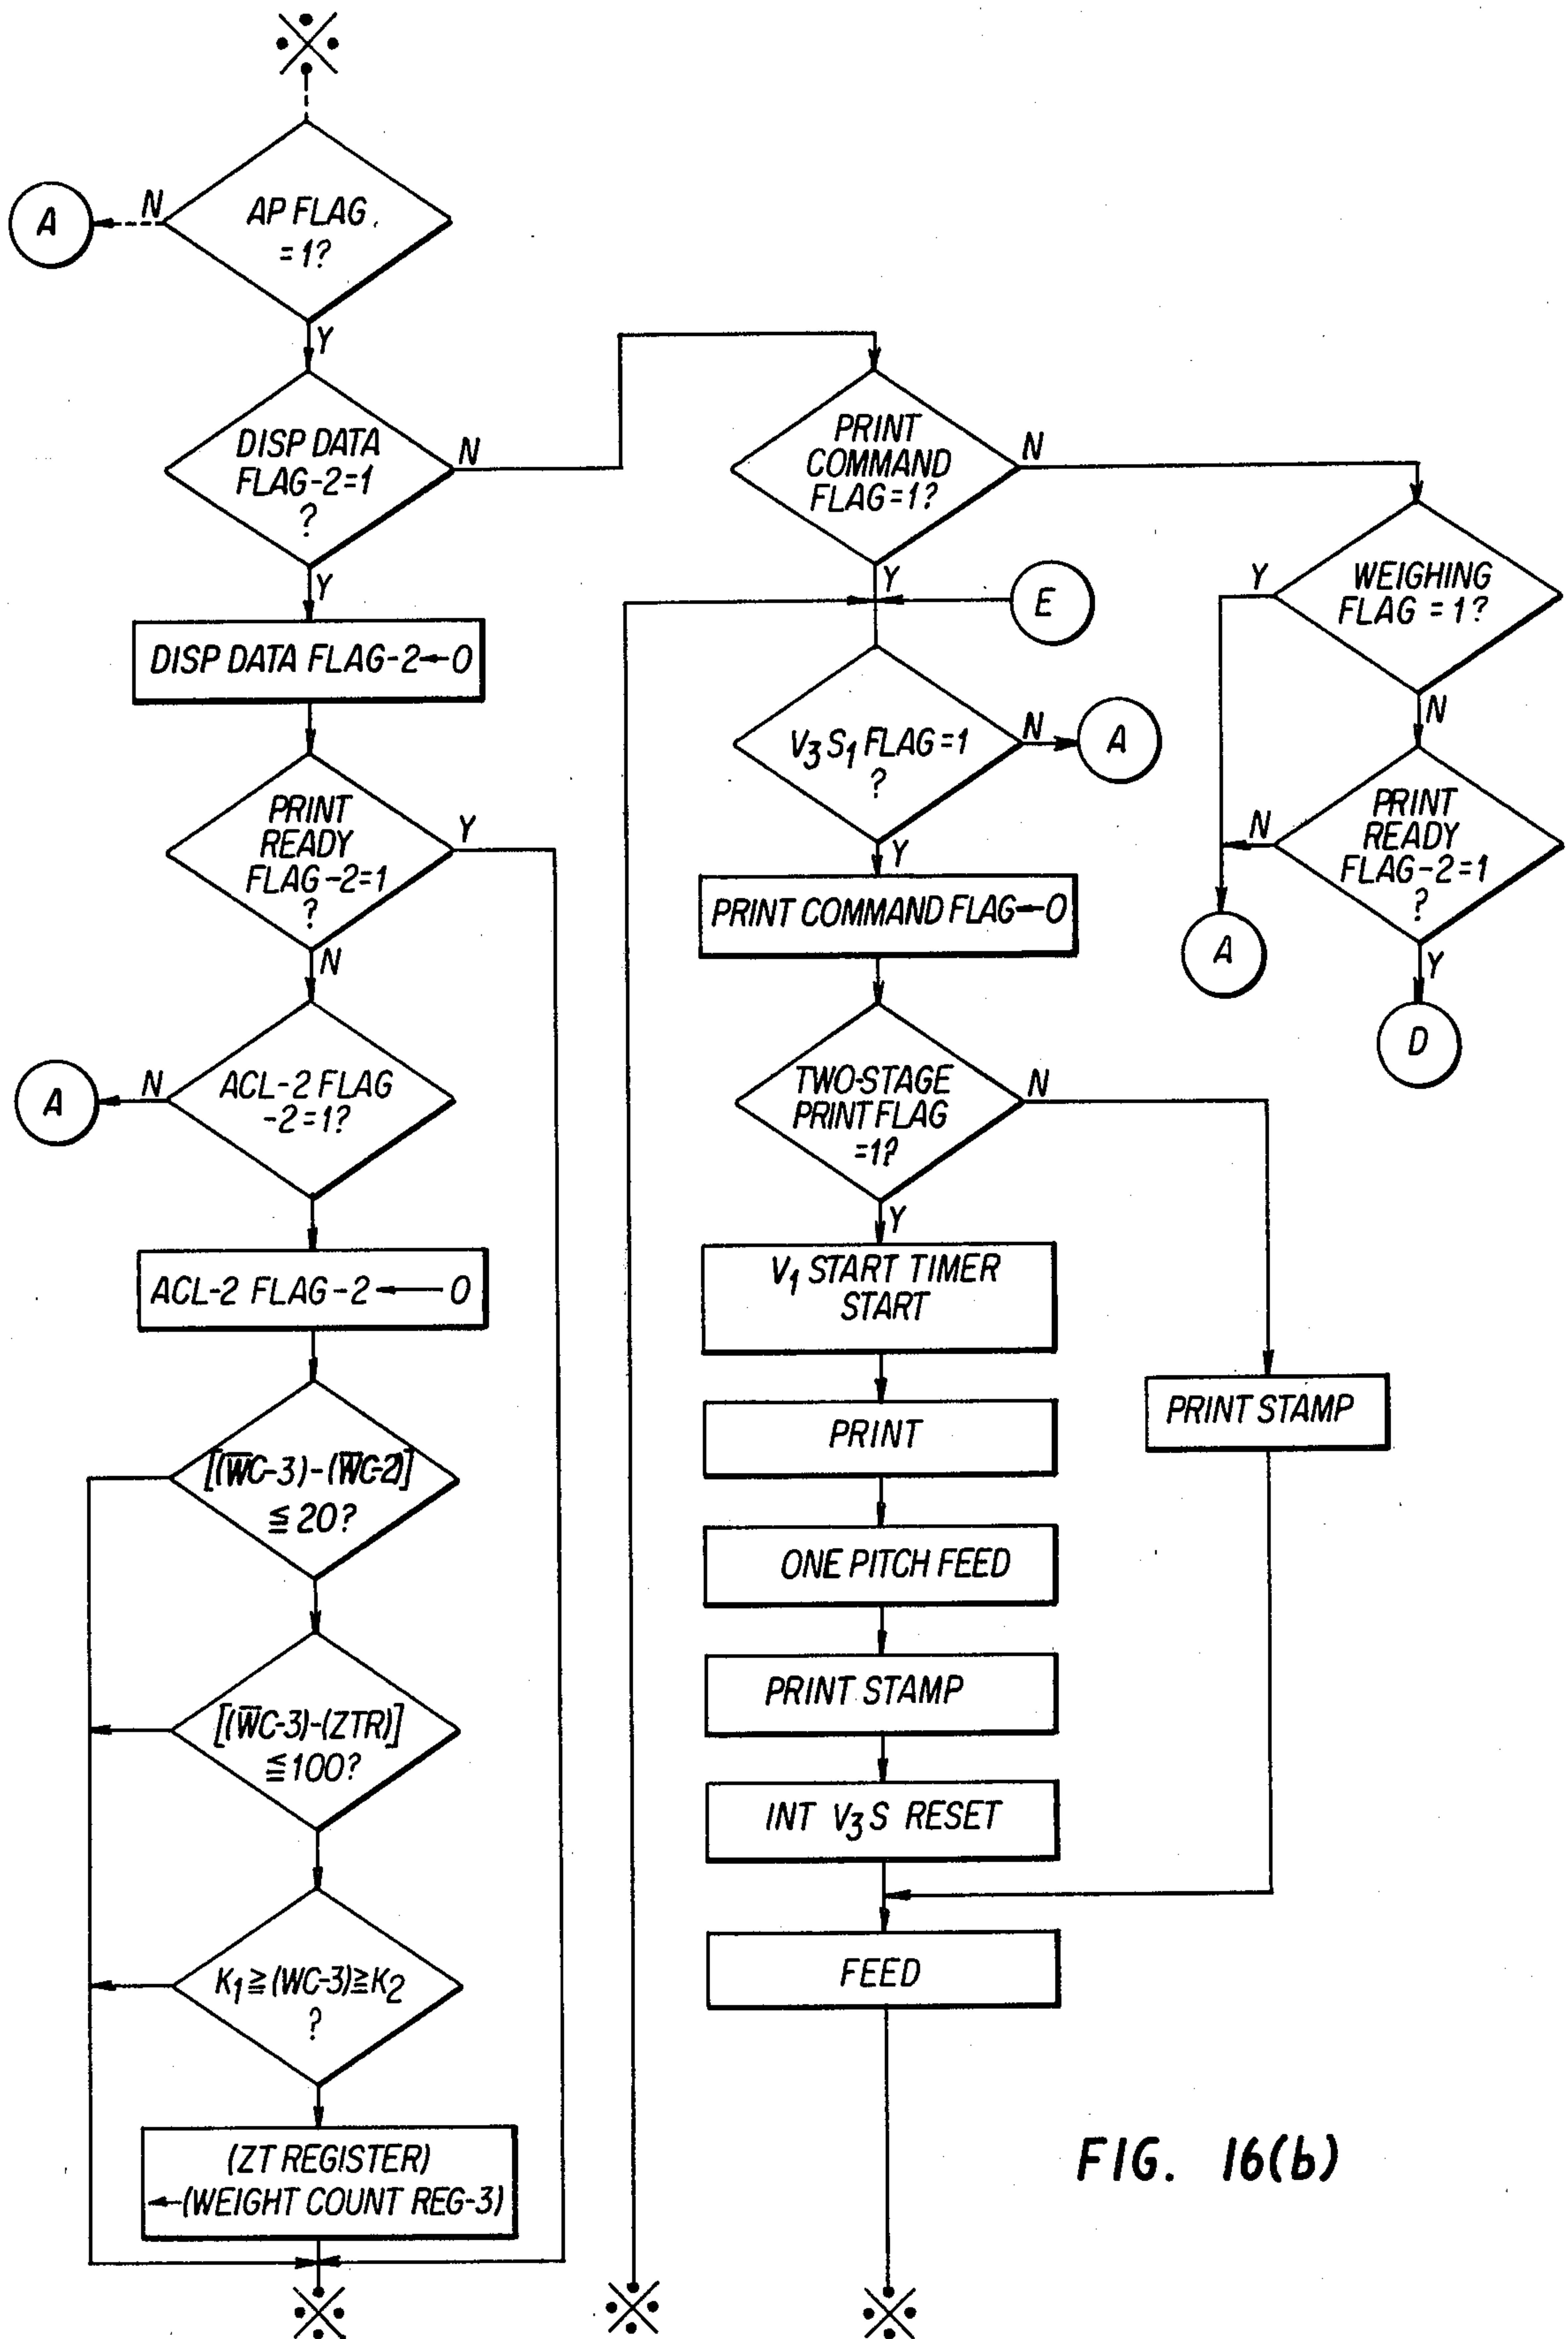 ※
AP FLAG
=1?
N
A
Y
DISP DATA
FLAG-2=1
?
N
Y
DISP DATA FLAG-2←0
PRINT
READY
FLAG-2=1
?
Y
N
ACL-2 FLAG
-2=1?
N
A
ACL-2 FLAG-2←0
[(W̅C-3)-(W̅C-2)]
≦20?
[(W̅C-3)-(ZTR)]
≦100?
K₁≧(WC-3)≧K₂
?
(ZT REGISTER)
←(WEIGHT COUNT REG-3)
※
PRINT
COMMAND
FLAG=1?
N
Y
E
V₃S₁ FLAG=1
?
N
A
Y
PRINT COMMAND FLAG←0
TWO-STAGE
PRINT FLAG
=1?
N
Y
V₁ START TIMER
START
PRINT
ONE PITCH FEED
PRINT STAMP
INT V₃S RESET
FEED
※
※
PRINT STAMP
WEIGHING
FLAG=1?
Y
N
PRINT
READY
FLAG-2=1
?
N
A
Y
D
FIG. 16(b)